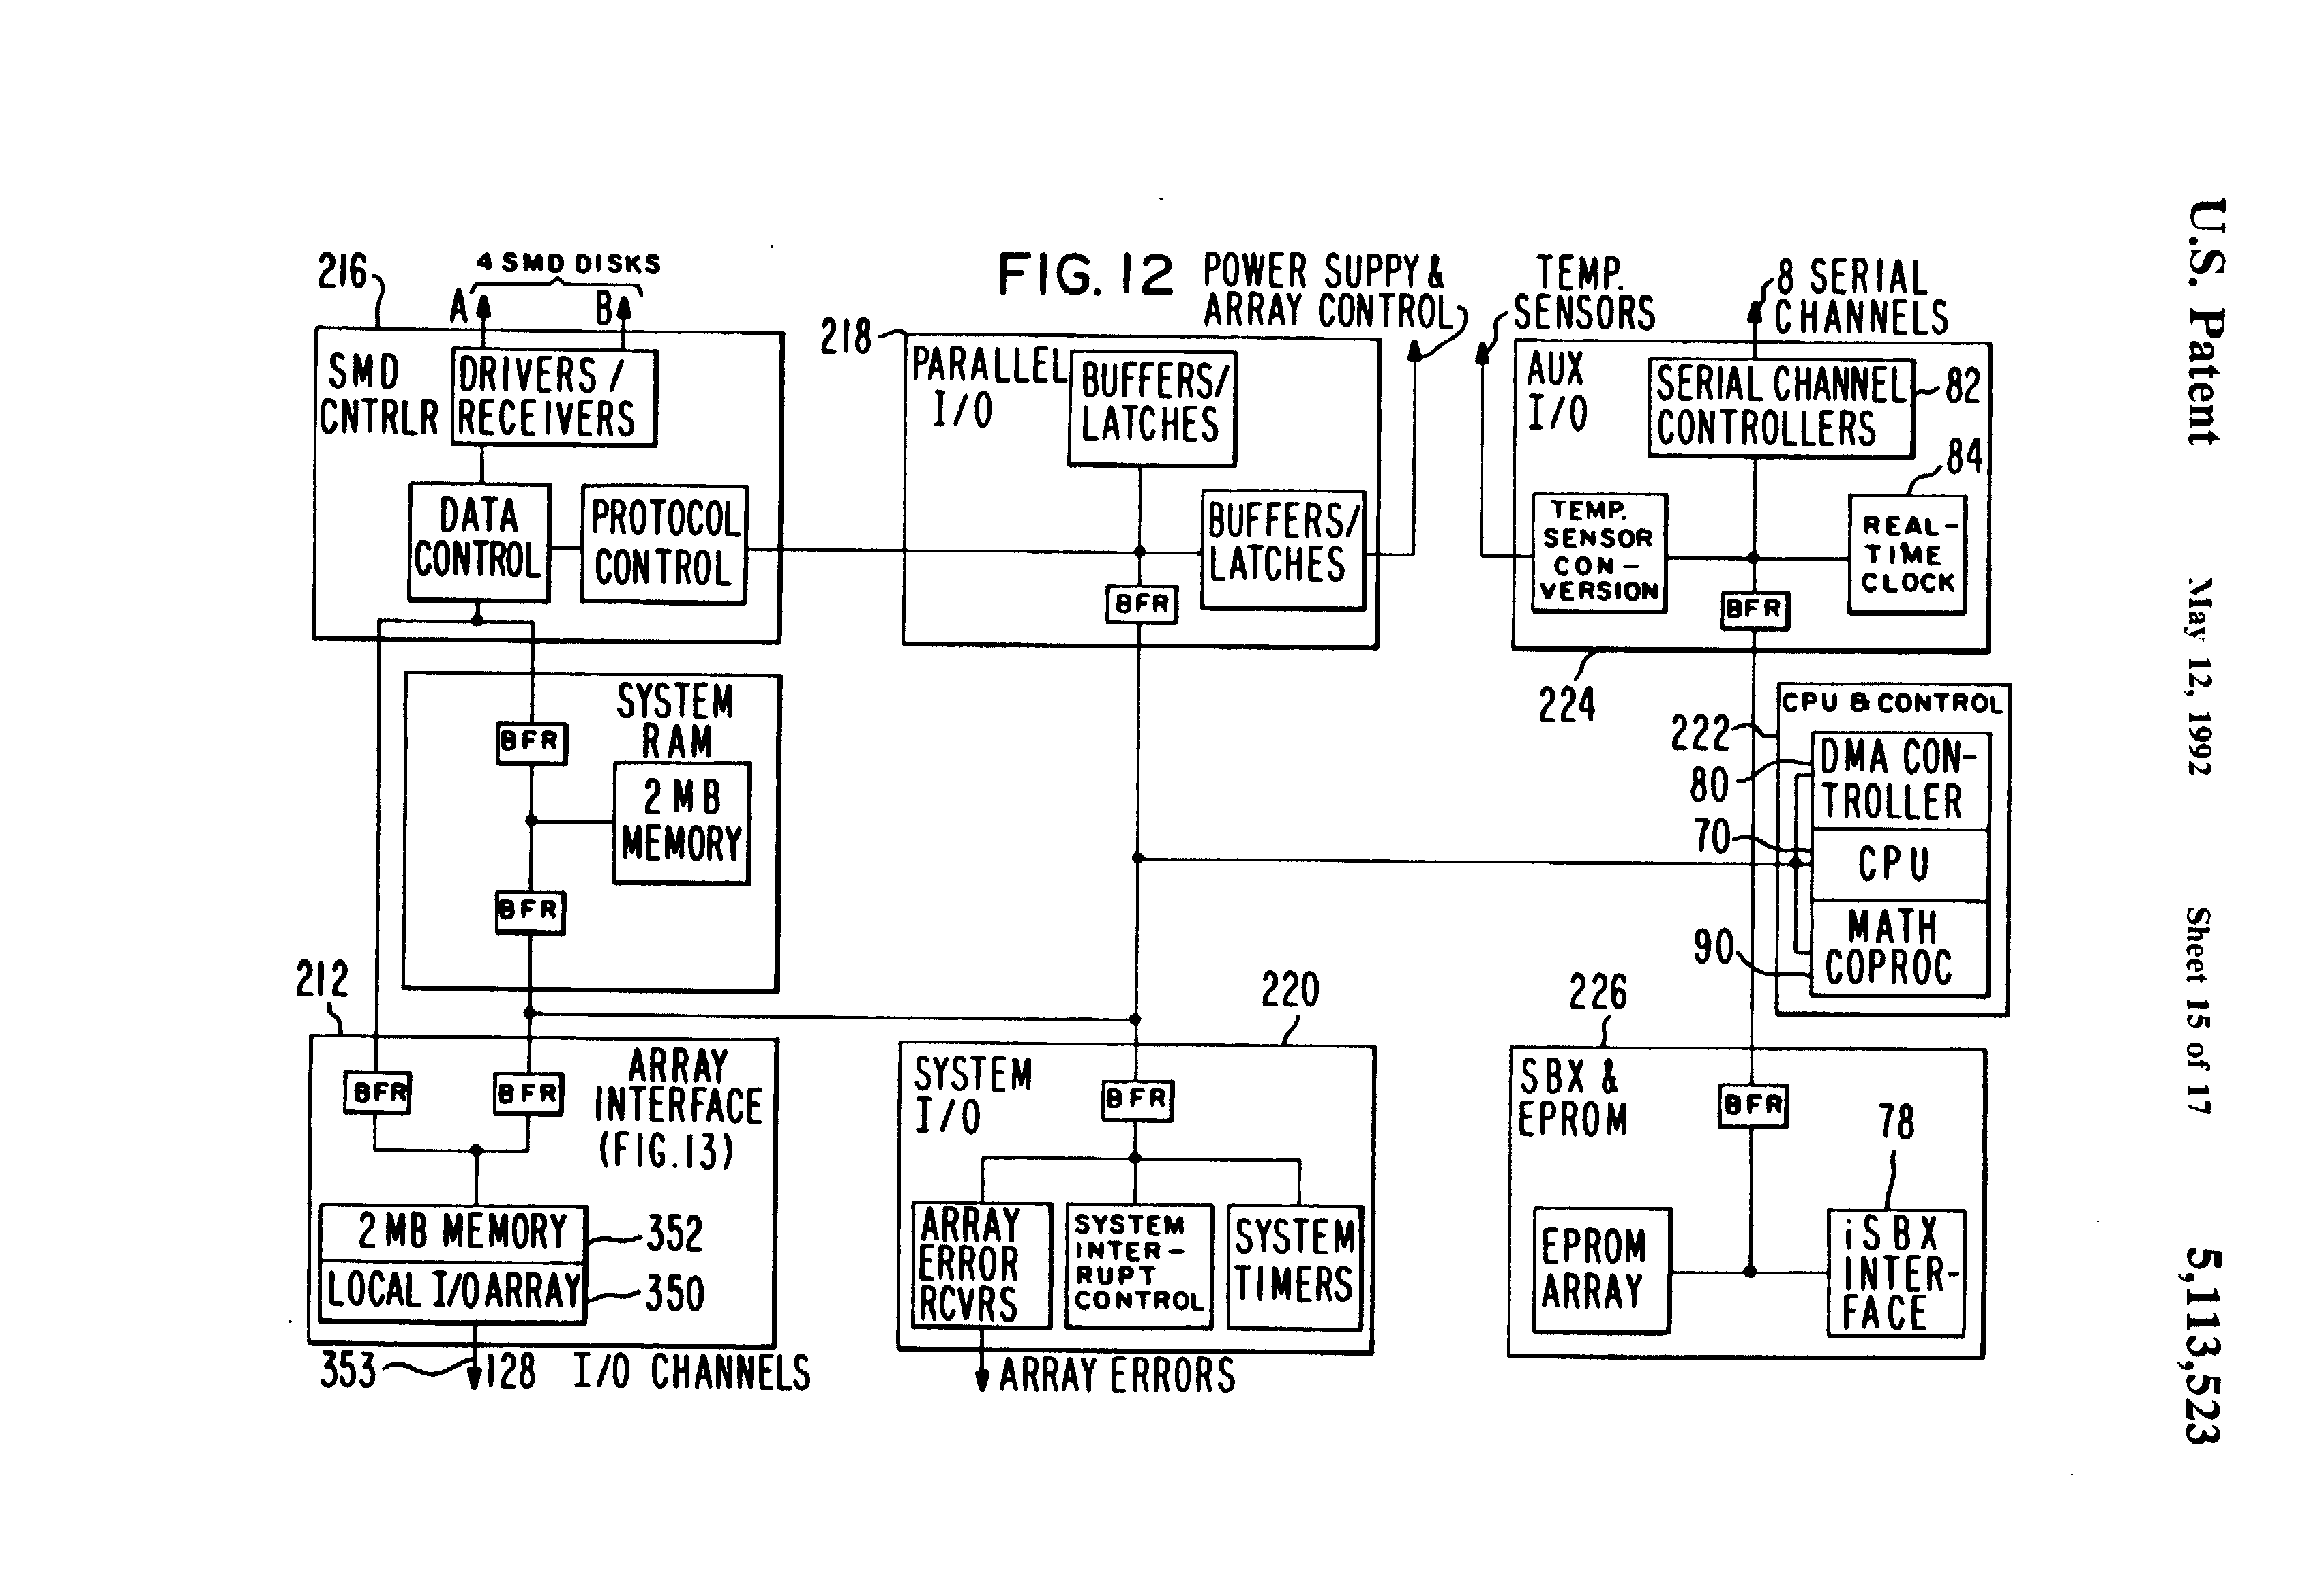 U.S. Patent
May 12, 1992
Sheet 15 of 17
5,113,523
FIG. 12
216
4 SMD DISKS
A
B
SMD
CNTRLR
DRIVERS/
RECEIVERS
DATA
CONTROL
PROTOCOL
CONTROL
218
PARALLEL
I/O
BUFFERS/
LATCHES
BUFFERS/
LATCHES
BFR
POWER SUPPY &
ARRAY CONTROL
TEMP.
SENSORS
8 SERIAL
CHANNELS
AUX
I/O
SERIAL CHANNEL
CONTROLLERS
82
84
TEMP.
SENSOR
CON-
VERSION
REAL-
TIME
CLOCK
BFR
224
SYSTEM
RAM
BFR
2 MB
MEMORY
BFR
222
CPU & CONTROL
80
DMA CON-
TROLLER
70
CPU
90
MATH
COPROC
212
ARRAY
INTERFACE
(FIG.13)
BFR
BFR
2 MB MEMORY
352
LOCAL I/O ARRAY
350
353
128 I/O CHANNELS
220
SYSTEM
I/O
BFR
ARRAY
ERROR
RCVRS
SYSTEM
INTER-
RUPT
CONTROL
SYSTEM
TIMERS
ARRAY ERRORS
226
SBX &
EPROM
BFR
78
EPROM
ARRAY
iSBX
INTER-
FACE